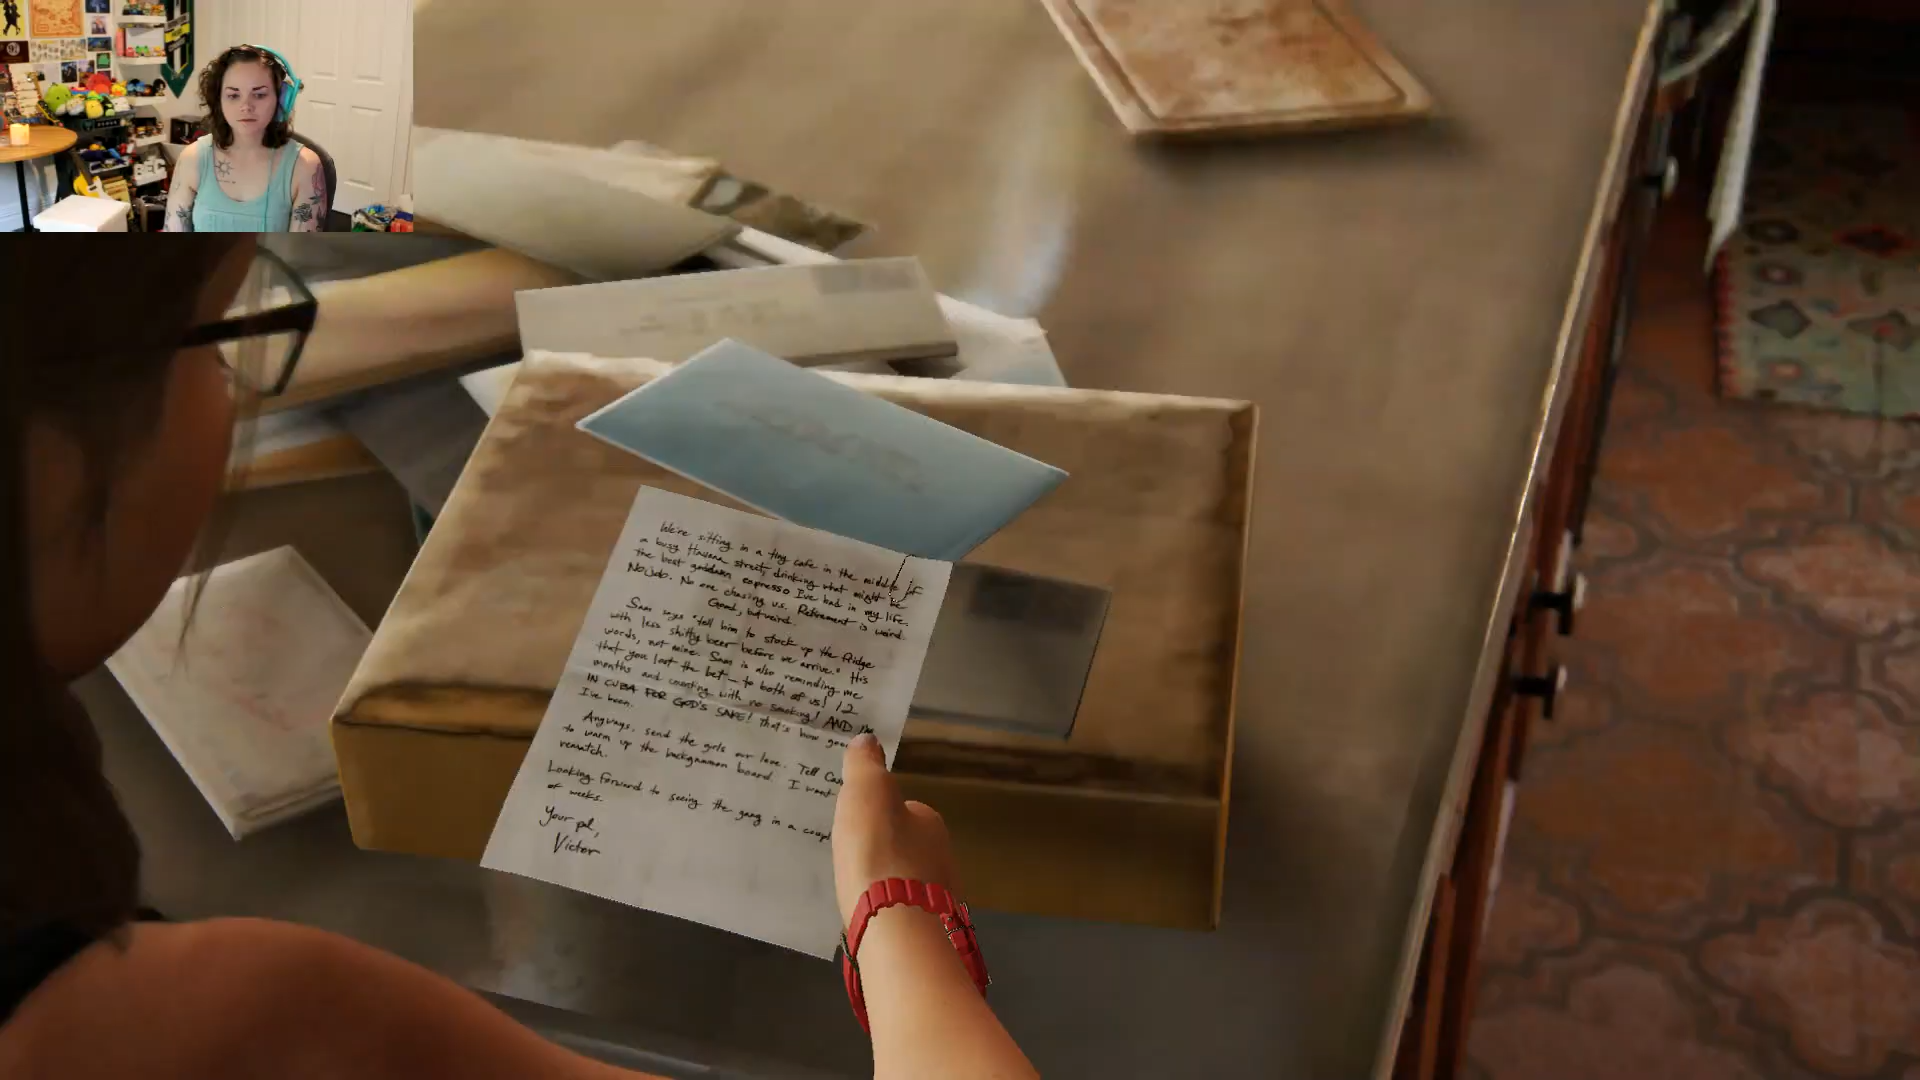 We're sitting in a tiny cafe in the middle of
a busy Havana street, drinking what might be
the best goddamn espresso I've had in my life.
No job. No one chasing us. Retirement is weird.
Good, but weird.
Sam says "tell him to stock up the fridge
with less shitty beer before we arrive." His
words, not mine. Sam is also reminding me
that you lost the bet – to both of us! 12
months and counting with no smoking! AND
IN CUBA FOR GOD'S SAKE! That's how good
I've been.
Anyways, send the girls our love. Tell Cas
to warm up the backgammon board. I want
rematch.
Looking forward to seeing the gang in a coupl
of weeks.
Your pal,
Victor